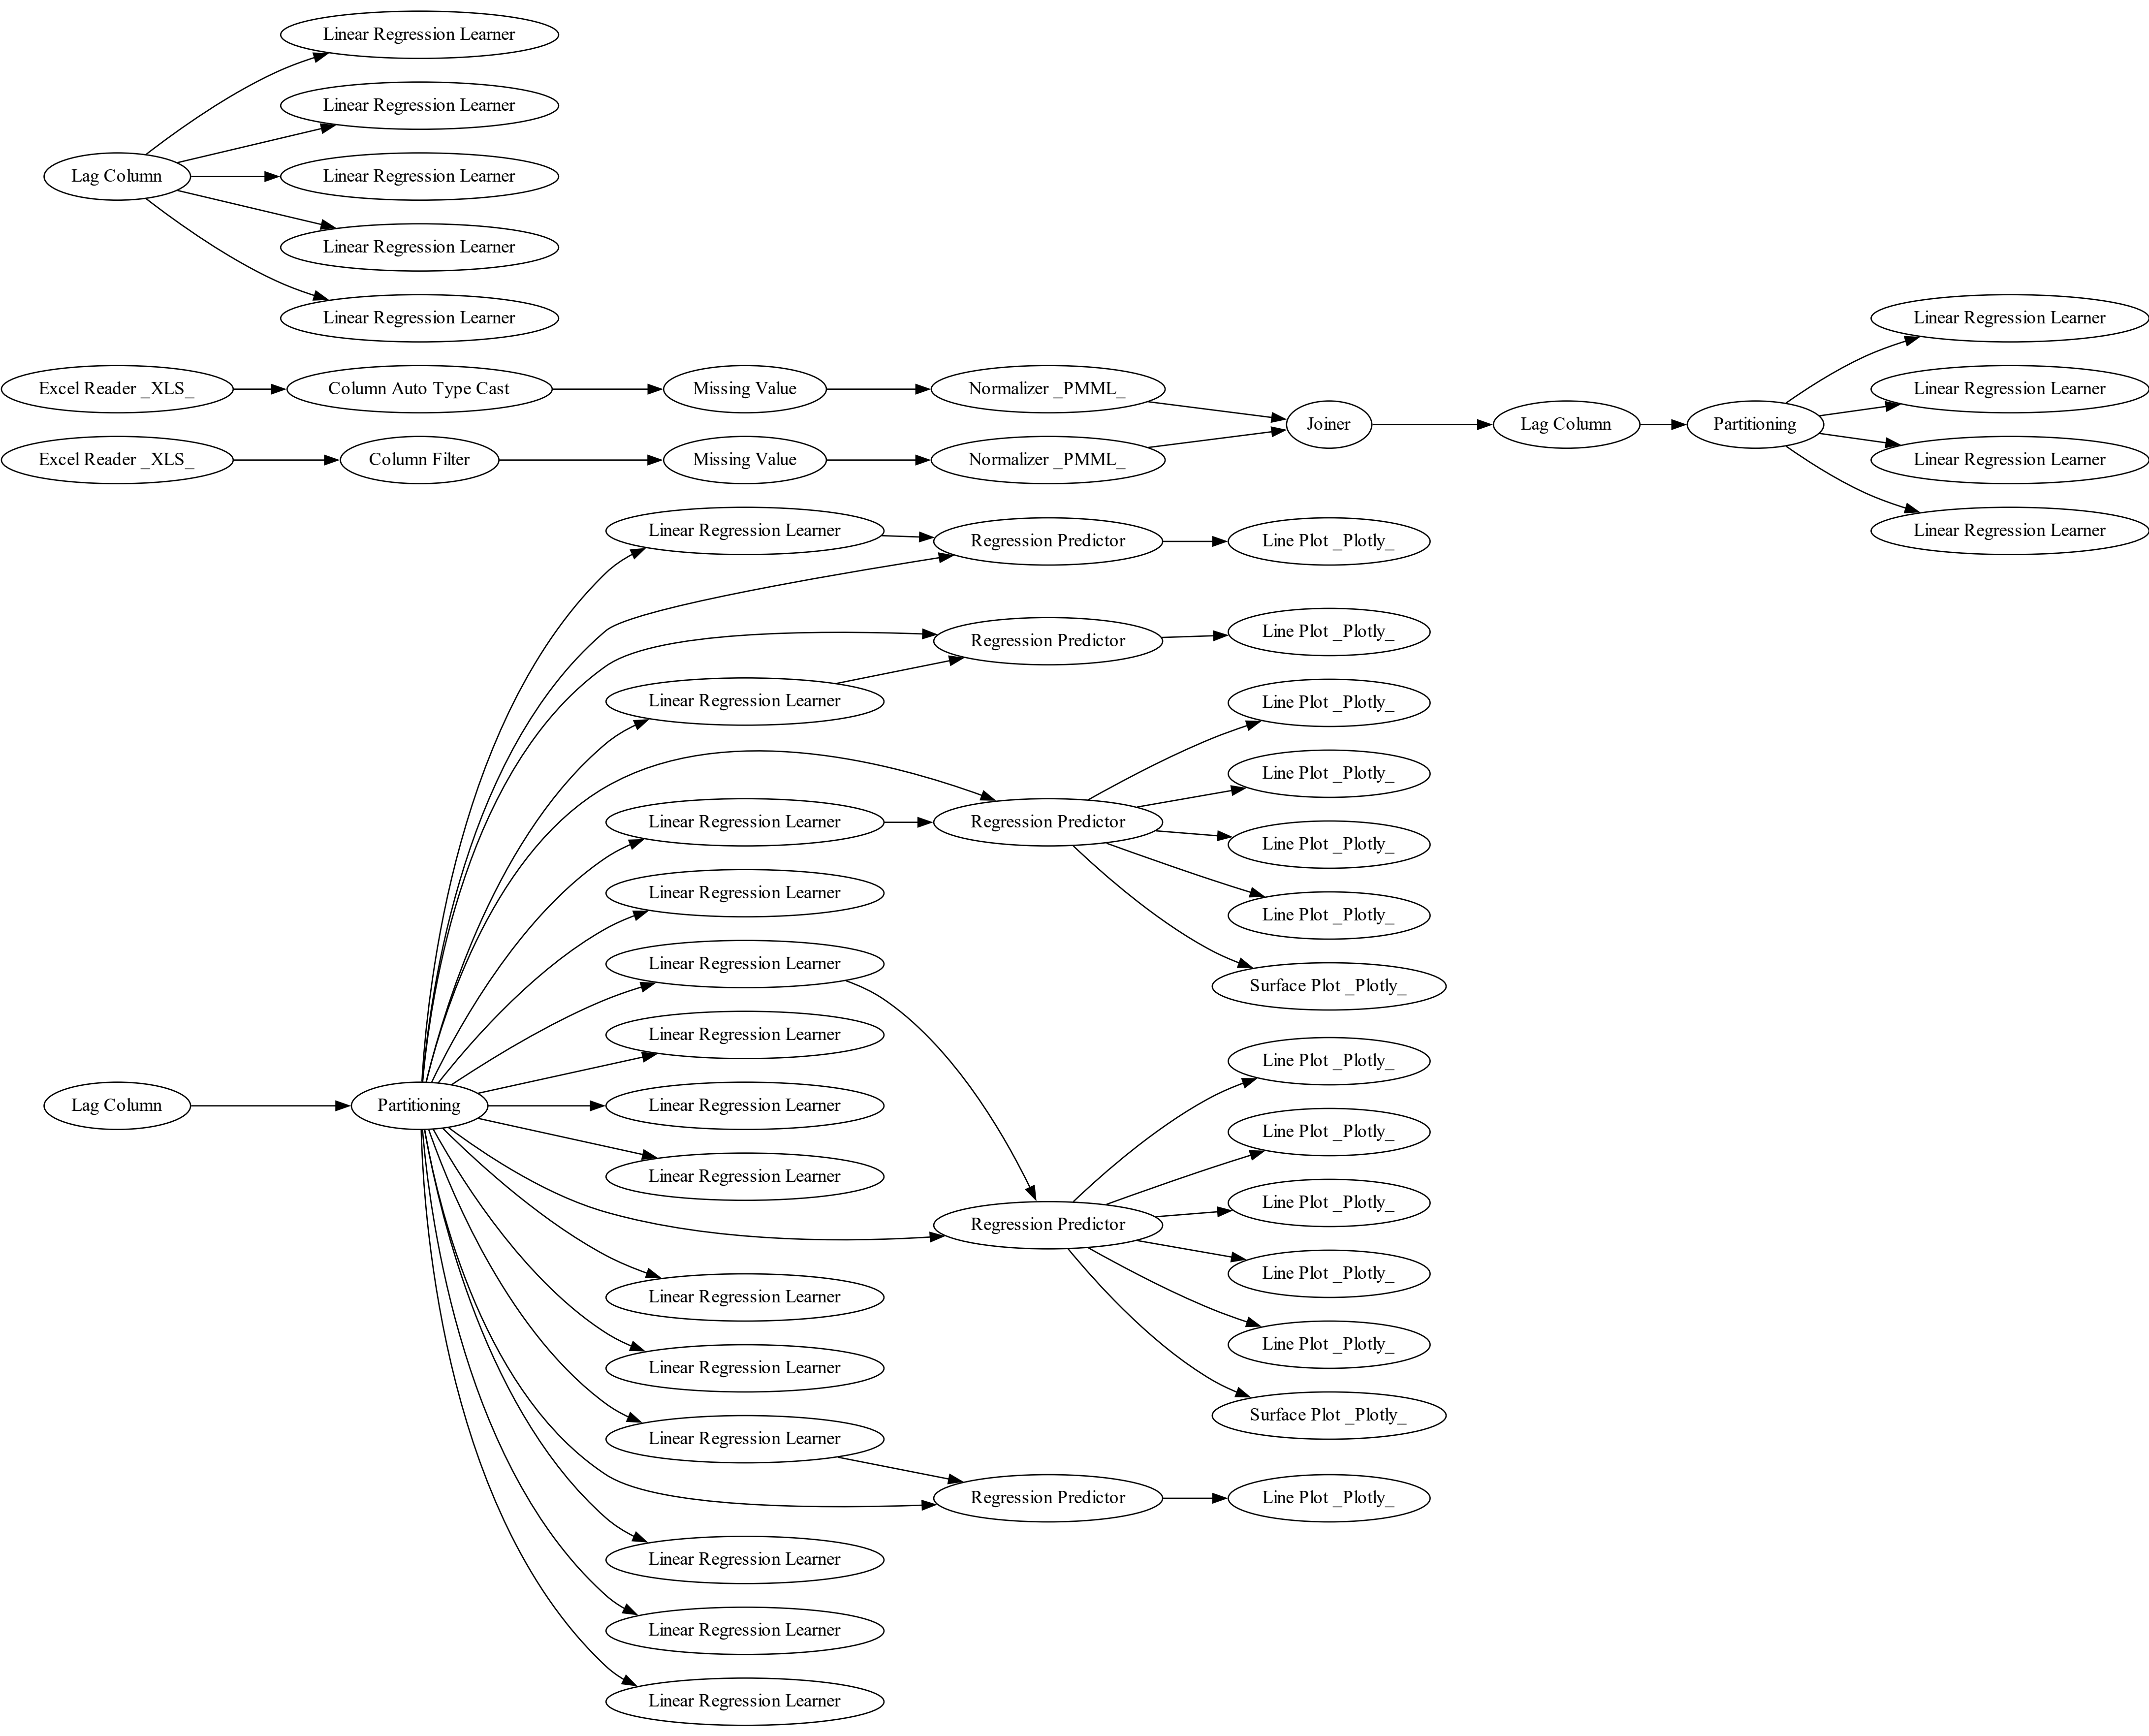 Linear Regression Learner
Linear Regression Learner
Lag Column
Linear Regression Learner
Linear Regression Learner
Linear Regression Learner
Linear Regression Learner
Excel Reader _XLS_
Column Auto Type Cast
Missing Value
Normalizer _PMML_
Linear Regression Learner
Joiner
Lag Column
Partitioning
Excel Reader _XLS_
Column Filter
Missing Value
Normalizer _PMML_
Linear Regression Learner
Linear Regression Learner
Linear Regression Learner
Regression Predictor
Line Plot _Plotly_
Regression Predictor
Line Plot _Plotly_
Linear Regression Learner
Line Plot _Plotly_
Line Plot _Plotly_
Linear Regression Learner
Regression Predictor
Line Plot _Plotly_
Linear Regression Learner
Line Plot _Plotly_
Linear Regression Learner
Surface Plot _Plotly_
Linear Regression Learner
Line Plot _Plotly_
Lag Column
Partitioning
Linear Regression Learner
Line Plot _Plotly_
Linear Regression Learner
Line Plot _Plotly_
Regression Predictor
Line Plot _Plotly_
Linear Regression Learner
Line Plot _Plotly_
Linear Regression Learner
Surface Plot _Plotly_
Linear Regression Learner
Regression Predictor
Line Plot _Plotly_
Linear Regression Learner
Linear Regression Learner
Linear Regression Learner